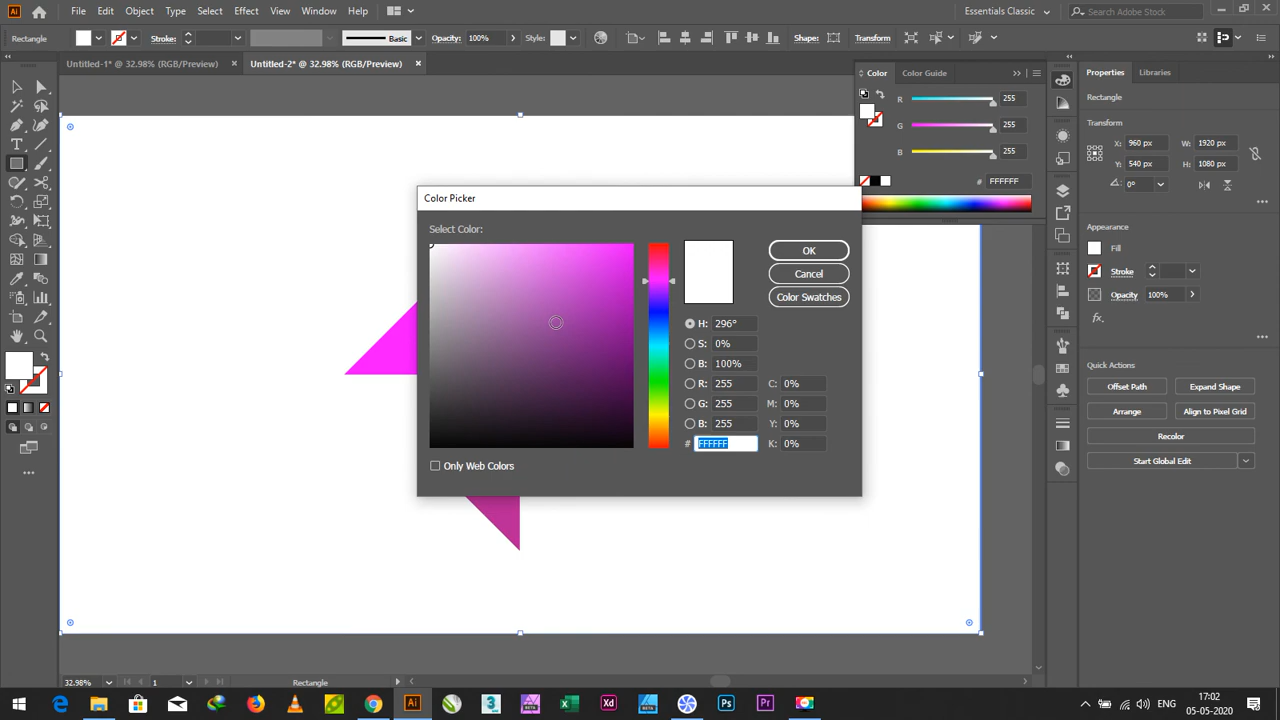 Ai File Edit Object Type Select Effect View Window Help Essentials Classic Search Adobe Stock
Rectangle Stroke: Basic Opacity: 100% Style: Shape: Transform
Untitled-1* @ 32.98% (RGB/Preview) × Untitled-2* @ 32.98% (RGB/Preview) ×
Color Color Guide
R 255
G 255
B 255
# FFFFFF
Properties Libraries
Rectangle
Transform
X: 960 px W: 1920 px
Y: 540 px H: 1080 px
0°
Appearance
Fill
Stroke
Opacity 100%
fx.
Quick Actions
Offset Path Expand Shape
Arrange Align to Pixel Grid
Recolor
Start Global Edit
Color Picker
Select Color:
OK
Cancel
Color Swatches
H: 296°
S: 0%
B: 100%
R: 255 C: 0%
G: 255 M: 0%
B: 255 Y: 0%
# FFFFFF K: 0%
Only Web Colors
32.98% 1 Rectangle
Ai Xd Ps Pr ENG
17:02
05-05-2020